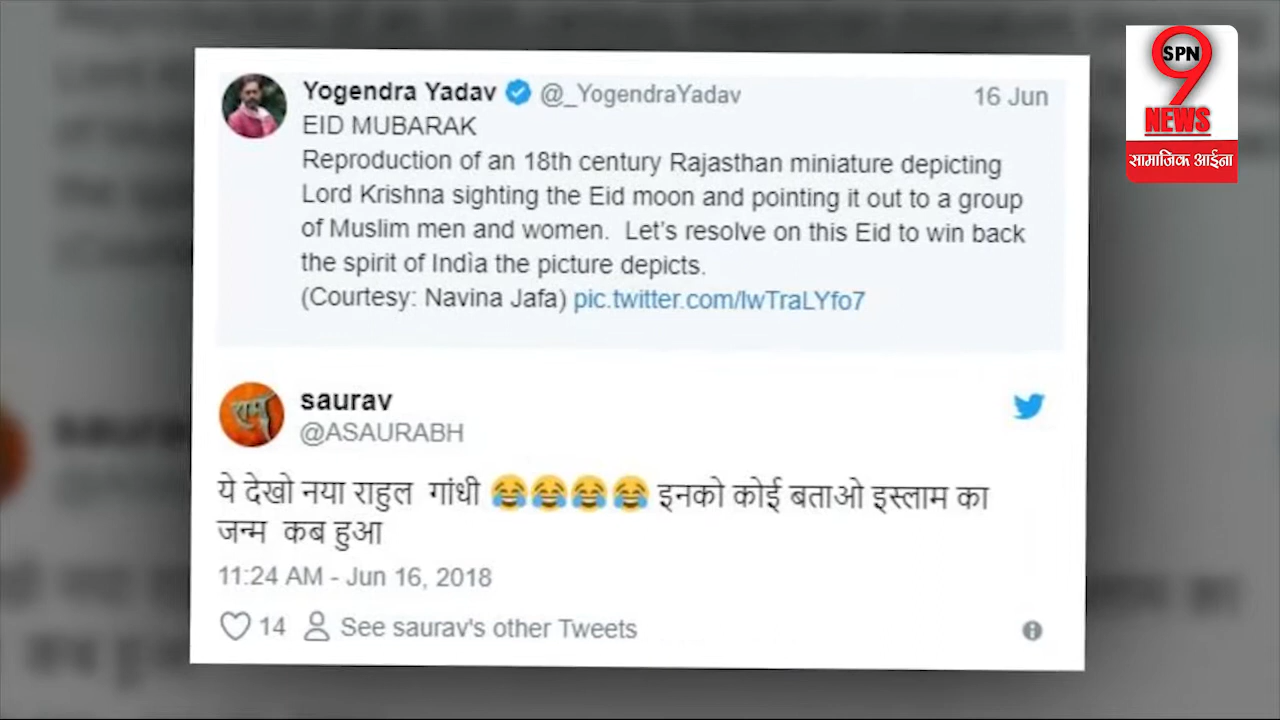 SPN
9
NEWS
सामाजिक आईना
Yogendra Yadav @_YogendraYadav 16 Jun
EID MUBARAK
Reproduction of an 18th century Rajasthan miniature depicting
Lord Krishna sighting the Eid moon and pointing it out to a group
of Muslim men and women. Let's resolve on this Eid to win back
the spirit of India the picture depicts.
(Courtesy: Navina Jafa) pic.twitter.com/lwTraLYfo7
राम
saurav
@ASAURABH
ये देखो नया राहुल गांधी 😂😂😂😂 इनको कोई बताओ इस्लाम का
जन्म कब हुआ
11:24 AM - Jun 16, 2018
14 See saurav's other Tweets